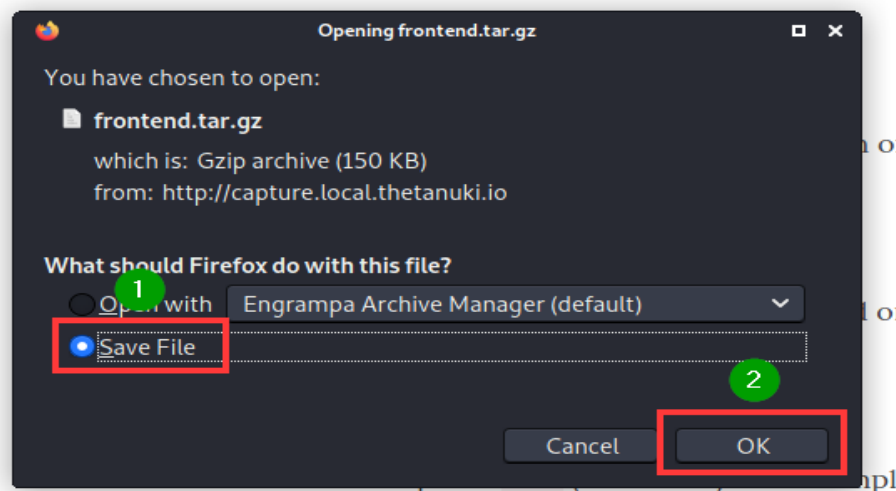 Opening frontend.tar.gz
You have chosen to open:
frontend.tar.gz
which is: Gzip archive (150 KB)
from: http://capture.local.thetanuki.io
What should Firefox do with this file?
1
Open with Engrampa Archive Manager (default)
Save File
2
Cancel OK